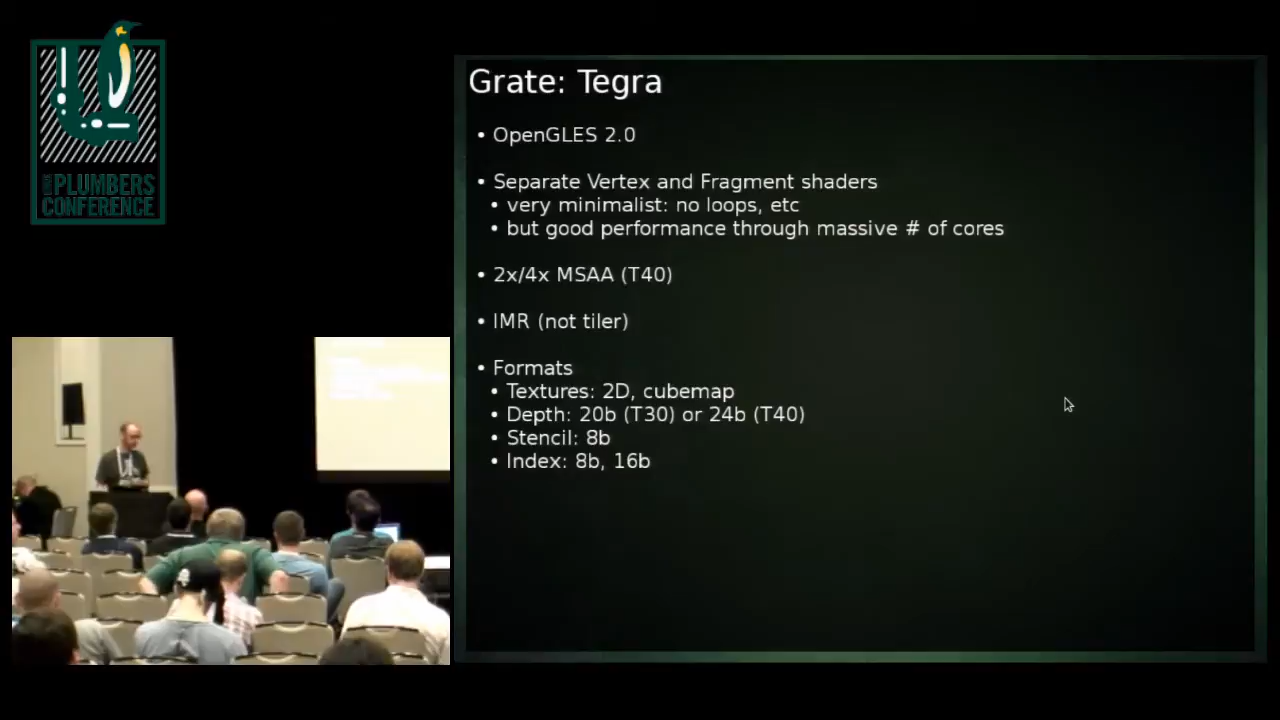 PLUMBERS
CONFERENCE
Grate: Tegra
• OpenGLES 2.0
• Separate Vertex and Fragment shaders
• very minimalist: no loops, etc
• but good performance through massive # of cores
• 2x/4x MSAA (T40)
• IMR (not tiler)
• Formats
• Textures: 2D, cubemap
• Depth: 20b (T30) or 24b (T40)
• Stencil: 8b
• Index: 8b, 16b